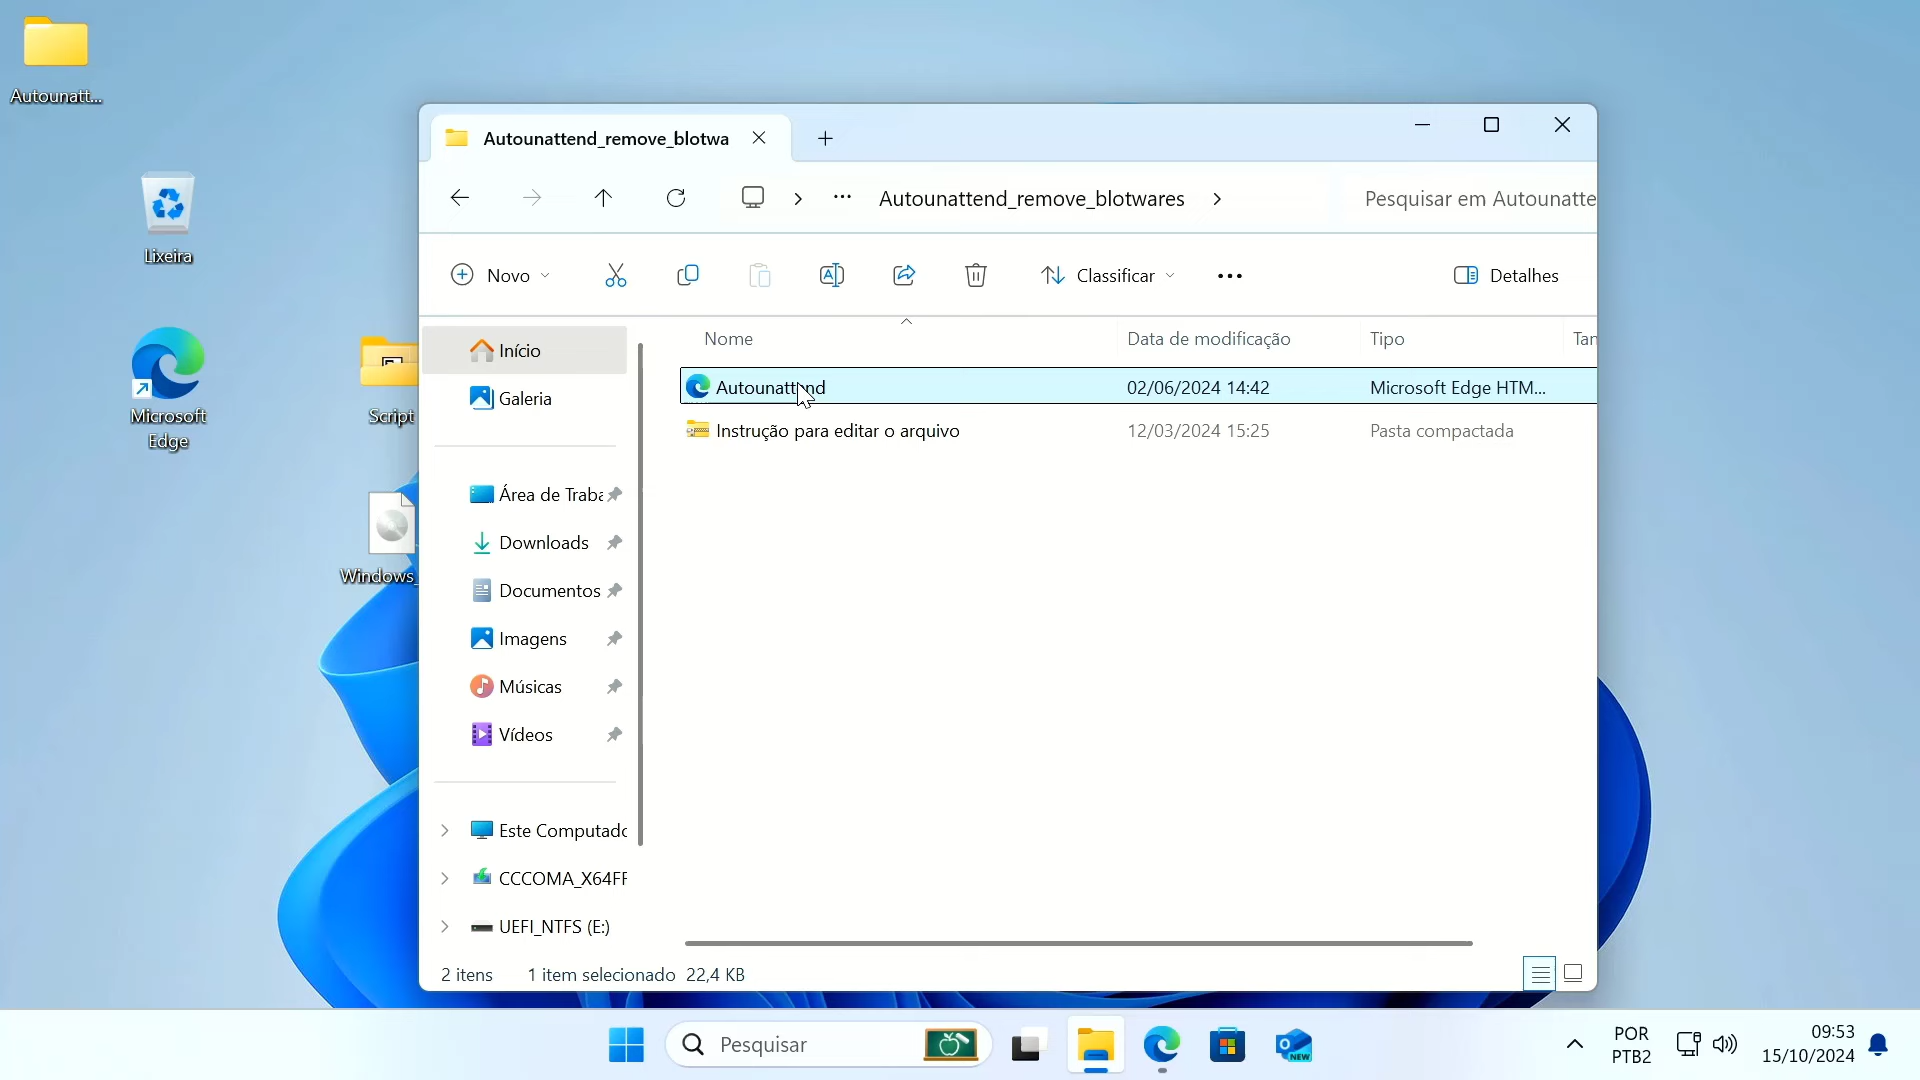 Autounatt...
Lixeira
Microsoft
Edge
Script
Windows_
Autounattend_remove_blotwa
Autounattend_remove_blotwares
Pesquisar em Autounatte
Novo
Classificar
Detalhes
Início
Galeria
Área de Traba
Downloads
Documentos
Imagens
Músicas
Vídeos
Este Computado
CCCOMA_X64FF
UEFI_NTFS (E:)
Nome
Data de modificação
Tipo
Tan
Autounattend
02/06/2024 14:42
Microsoft Edge HTM...
Instrução para editar o arquivo
12/03/2024 15:25
Pasta compactada
2 itens
1 item selecionado 22,4 KB
Pesquisar
NEW
POR
PTB2
09:53
15/10/2024